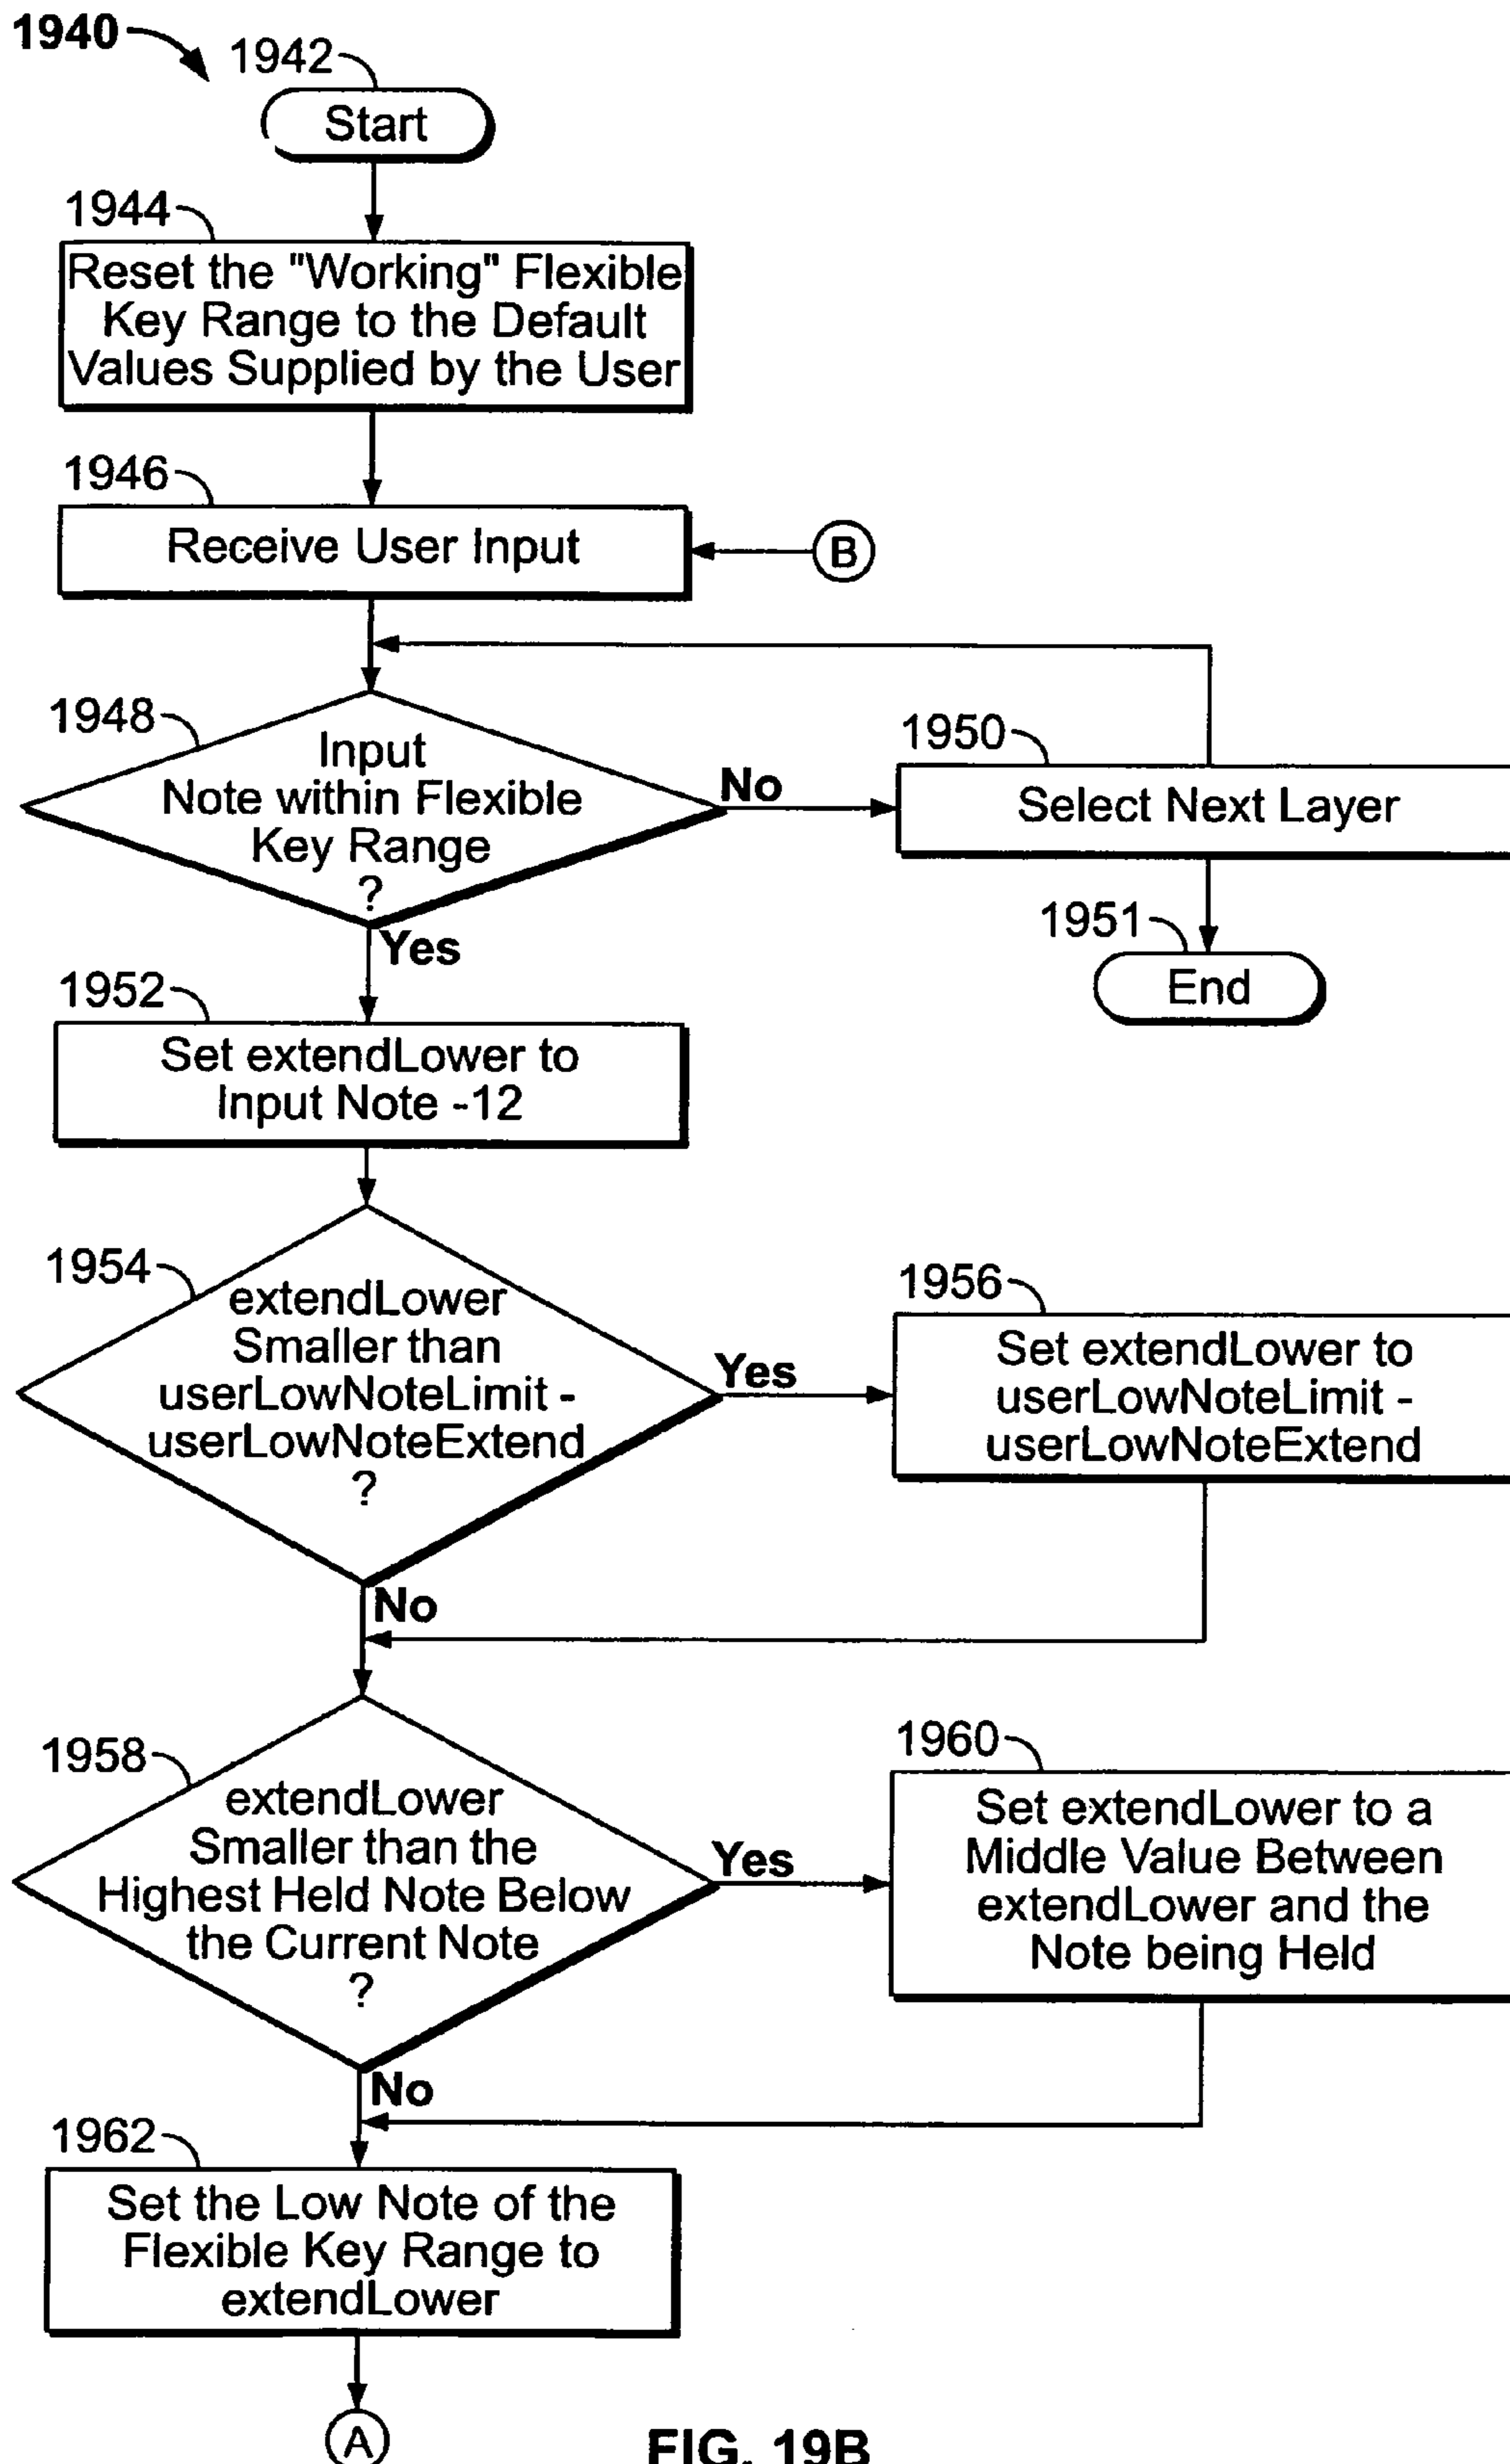 1940
1942
Start
1944
Reset the "Working" Flexible
Key Range to the Default
Values Supplied by the User
1946
Receive User Input
B
1948
Input
Note within Flexible
Key Range
?
No
1950
Select Next Layer
Yes
1951
End
1952
Set extendLower to
Input Note -12
1954
extendLower
Smaller than
userLowNoteLimit -
userLowNoteExtend
?
Yes
1956
Set extendLower to
userLowNoteLimit -
userLowNoteExtend
No
1958
extendLower
Smaller than the
Highest Held Note Below
the Current Note
?
Yes
1960
Set extendLower to a
Middle Value Between
extendLower and the
Note being Held
No
1962
Set the Low Note of the
Flexible Key Range to
extendLower
A
FIG. 19B